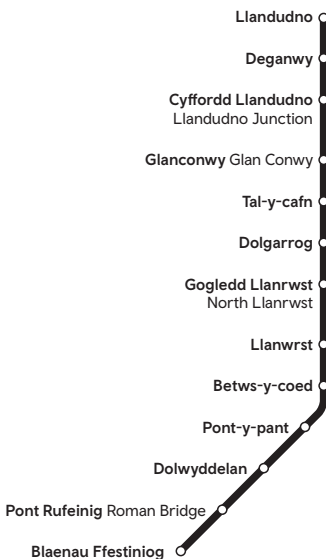 Llandudno
Deganwy
Cyffordd Llandudno
Llandudno Junction
Glanconwy Glan Conwy
Tal-y-cafn
Dolgarrog
Gogledd Llanrwst
North Llanrwst
Llanwrst
Betws-y-coed
Pont-y-pant
Dolwyddelan
Pont Rufeinig Roman Bridge
Blaenau Ffestiniog